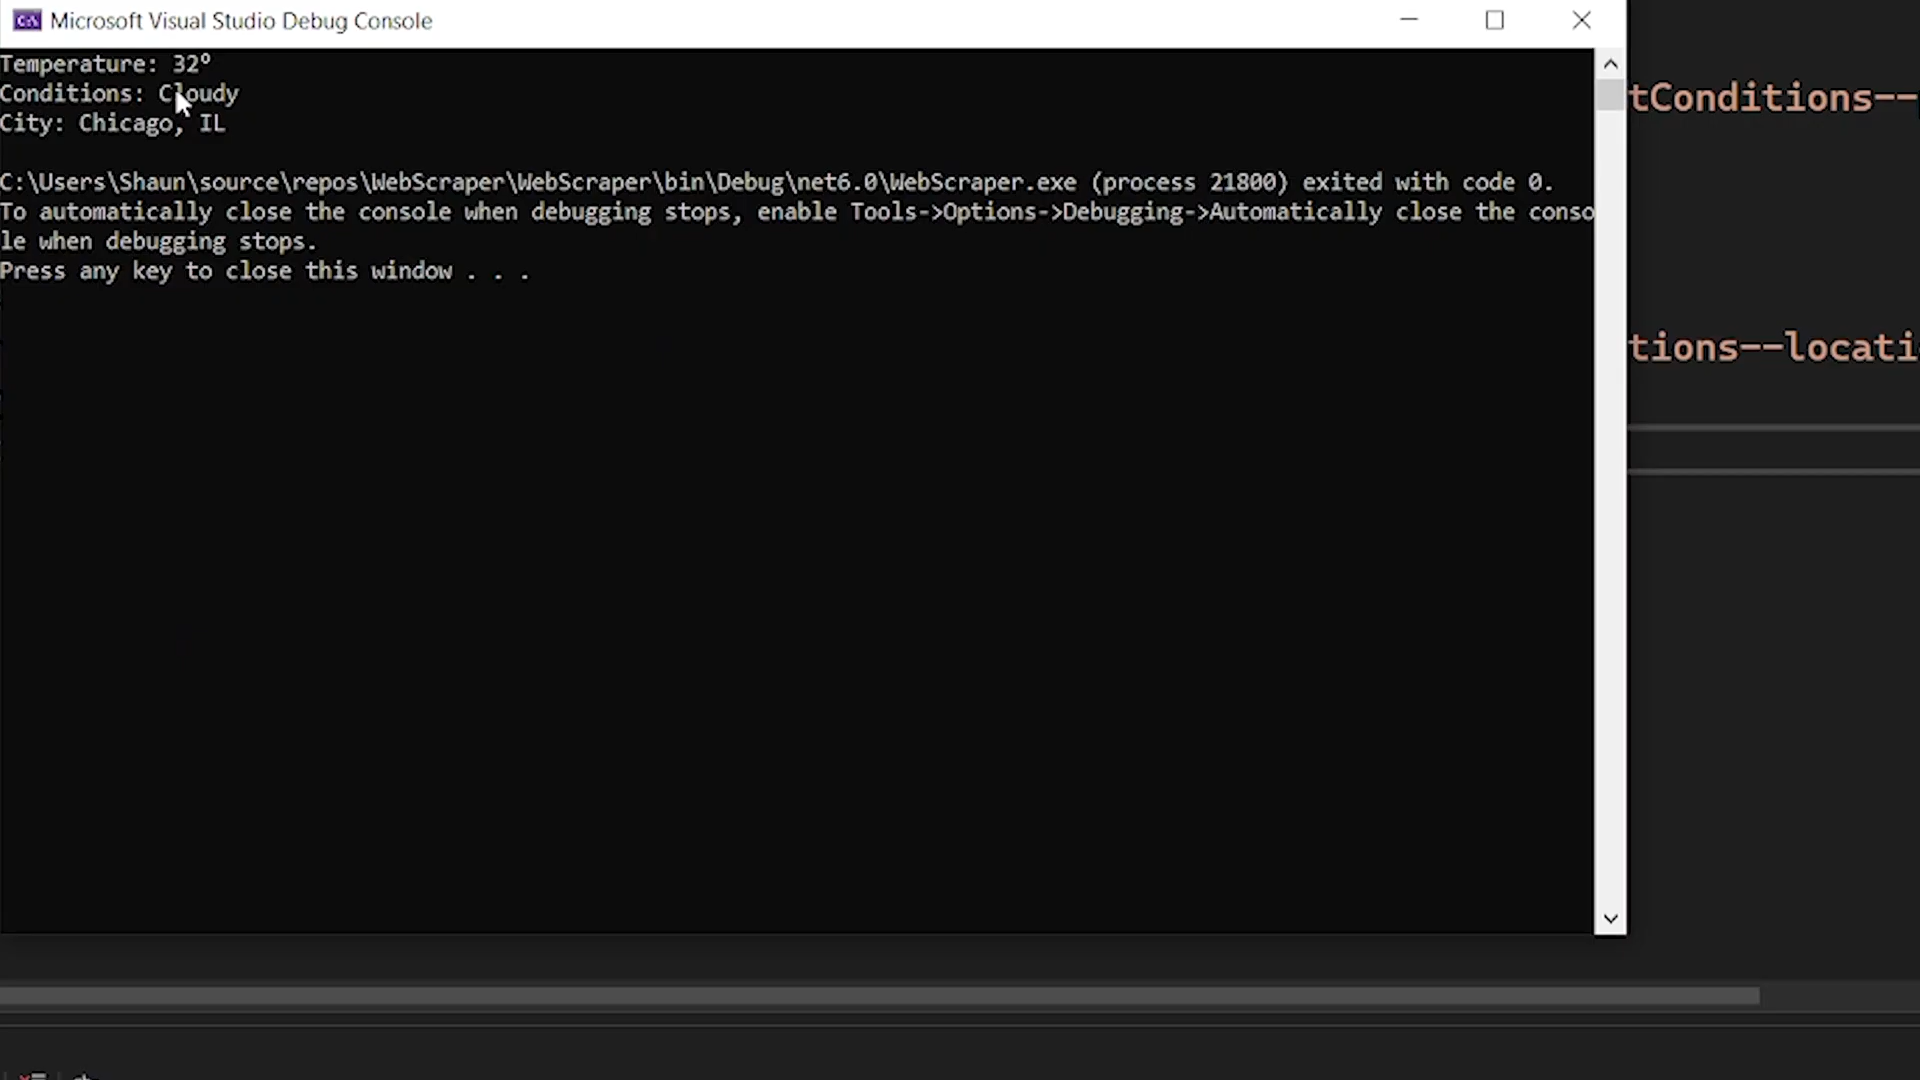 Microsoft Visual Studio Debug Console
Temperature: 32°
Conditions: Cloudy
City: Chicago, IL
C:\Users\Shaun\source\repos\WebScraper\WebScraper\bin\Debug\net6.0\WebScraper.exe (process 21800) exited with code 0.
To automatically close the console when debugging stops, enable Tools->Options->Debugging->Automatically close the conso
le when debugging stops.
Press any key to close this window . . .
tConditions--
tions--locati